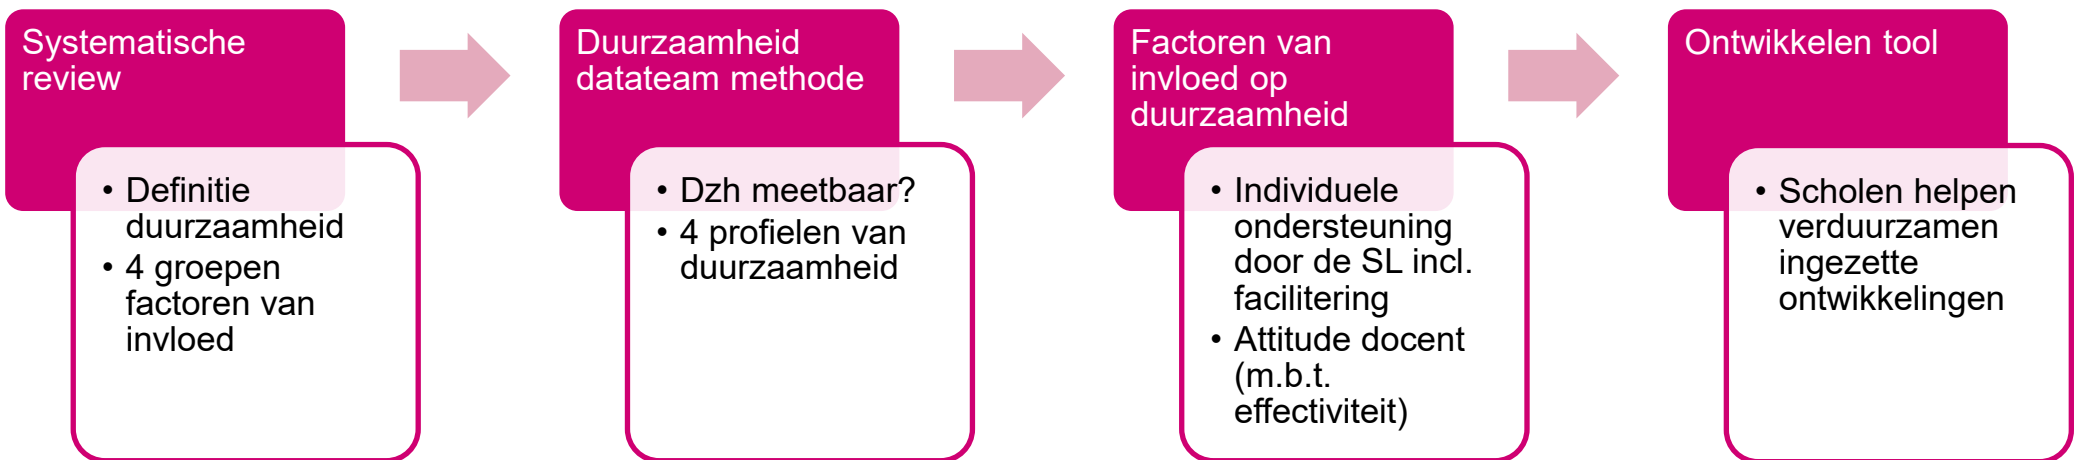 Systematische
review
• Definitie
duurzaamheid
• 4 groepen
factoren van
invloed
Duurzaamheid
datateam methode
• Dzh meetbaar?
• 4 profielen van
duurzaamheid
Factoren van
invloed op
duurzaamheid
• Individuele
ondersteuning
door de SL incl.
facilitering
• Attitude docent
(m.b.t.
effectiviteit)
Ontwikkelen tool
• Scholen helpen
verduurzamen
ingezette
ontwikkelingen